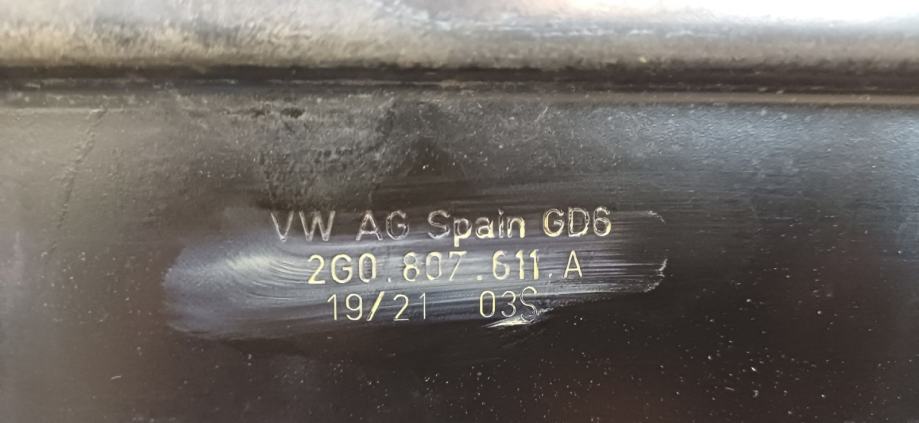 VW AG Spain GD6
2G0.807.611.A
19/21 03S